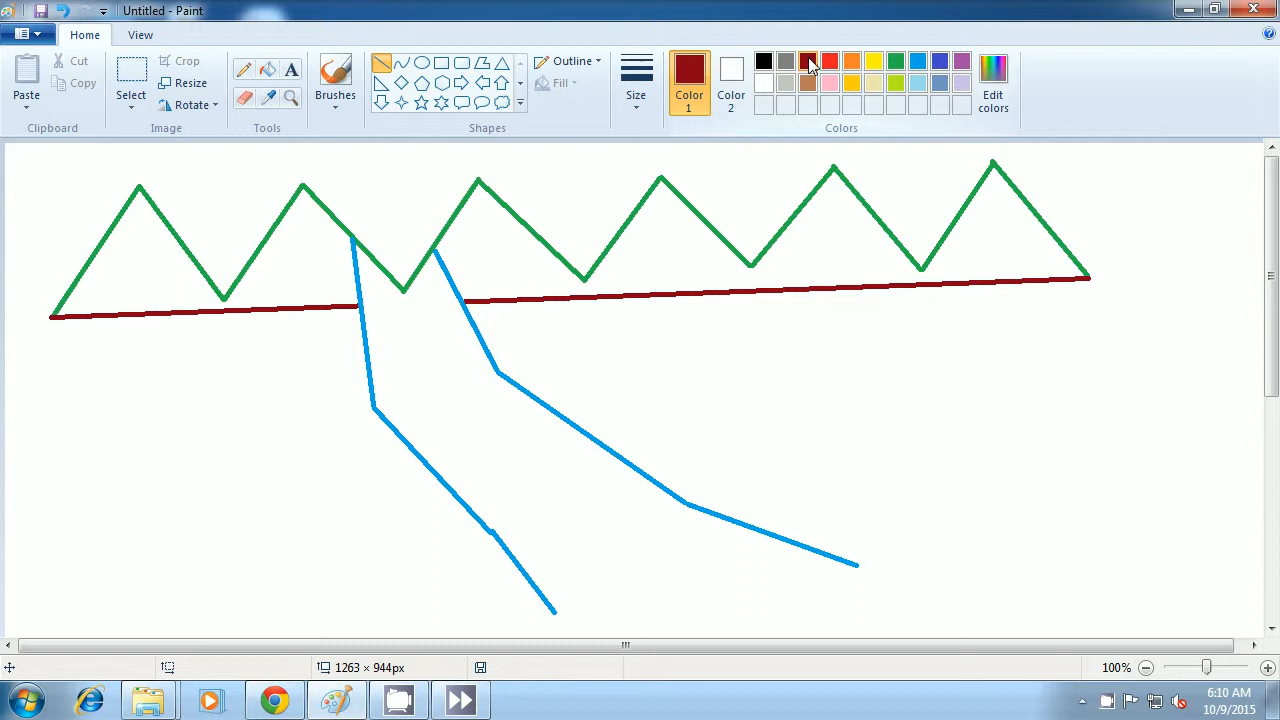 Untitled - Paint
Home
View
Paste
Cut
Copy
Clipboard
Select
Crop
Resize
Rotate
Image
A
Tools
Brushes
Outline
Fill
Shapes
Size
Color
1
Color
2
Edit
colors
Colors
1263 × 944px
100%
6:10 AM
10/9/2015